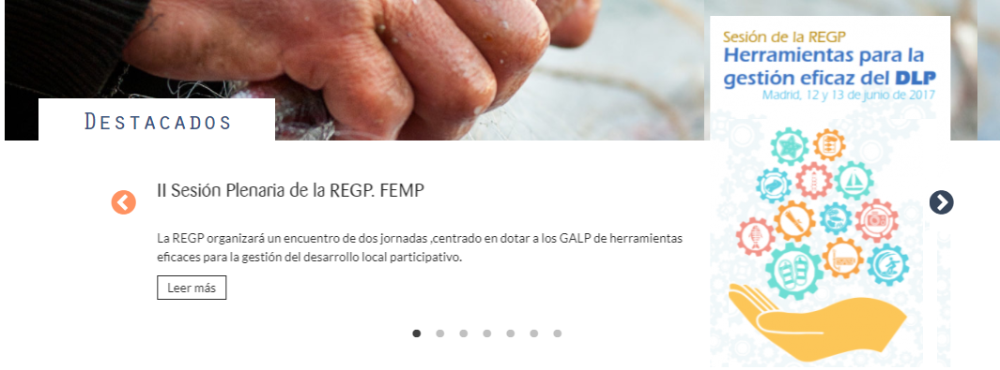 Sesión de la REGP
Herramientas para la
gestión eficaz del DLP
Madrid, 12 y 13 de junio de 2017
DESTACADOS
II Sesión Plenaria de la REGP. FEMP
La REGP organizará un encuentro de dos jornadas ,centrado en dotar a los GALP de herramientas
eficaces para la gestión del desarrollo local participativo.
Leer más